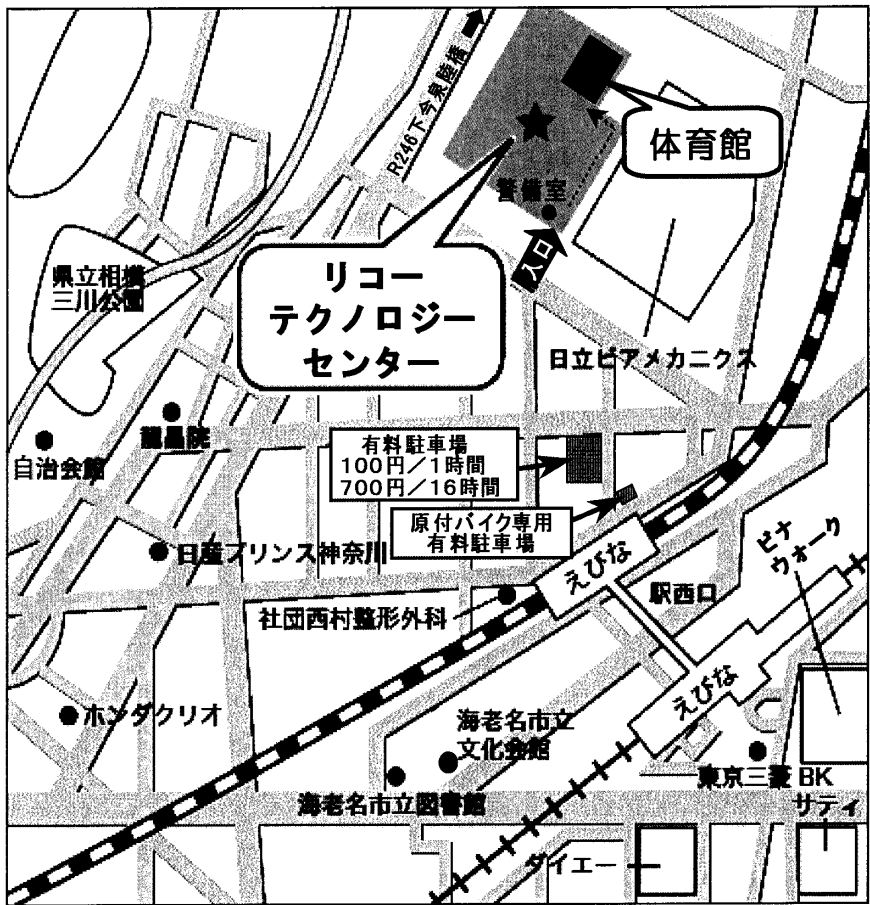 R246下今泉陸橋
体育館
警備室
入口
リコー
テクノロジー
センター
県立相模
三川公園
日立ビアメカニクス
龍昌院
自治会館
有料駐車場
100円／1時間
700円／16時間
原付バイク専用
有料駐車場
日産プリンス神奈川
えびな
駅西口
ビナ
ウォーク
社団西村整形外科
えびな
ホンダクリオ
海老名市立
文化会館
海老名市立図書館
東京三菱 BK
サティ
ダイエー